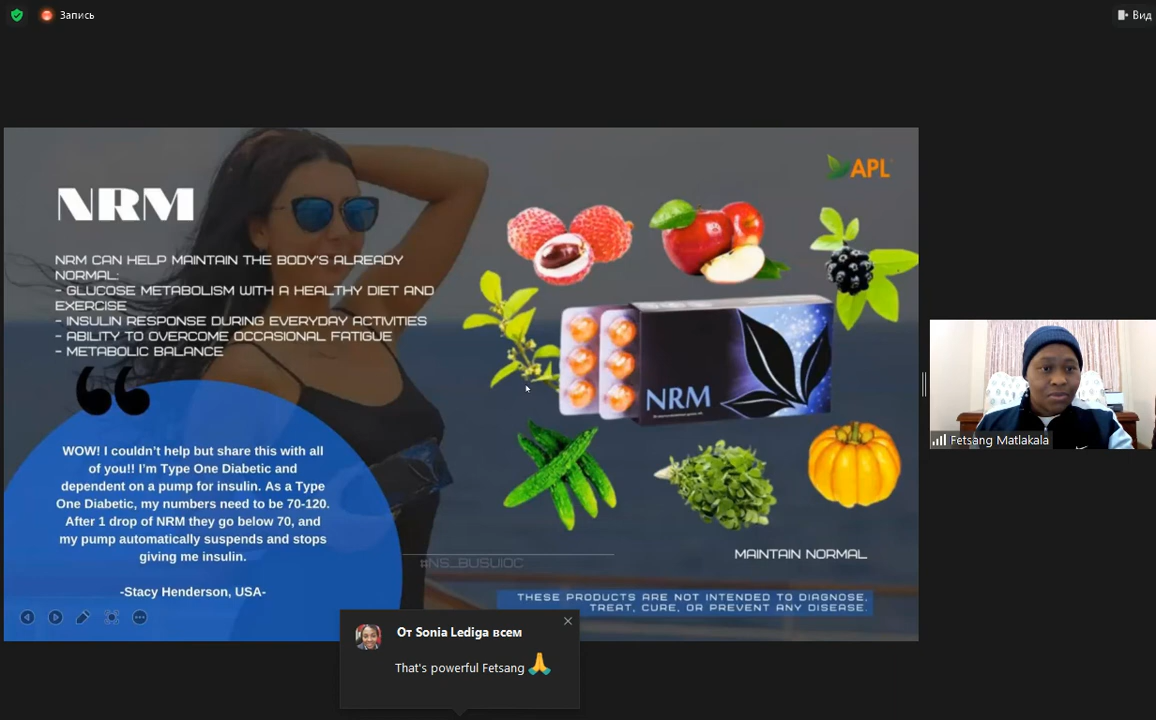 Запись
Вид
APL
NRM
NRM CAN HELP MAINTAIN THE BODY'S ALREADY
NORMAL:
- GLUCOSE METABOLISM WITH A HEALTHY DIET AND
EXERCISE
- INSULIN RESPONSE DURING EVERYDAY ACTIVITIES
- ABILITY TO OVERCOME OCCASIONAL FATIGUE
- METABOLIC BALANCE
WOW! I couldn't help but share this with all
of you!! I'm Type One Diabetic and
dependent on a pump for insulin. As a Type
One Diabetic, my numbers need to be 70-120.
After 1 drop of NRM they go below 70, and
my pump automatically suspends and stops
giving me insulin.
-Stacy Henderson, USA-
NRM
MAINTAIN NORMAL
#NS_BUSUIOC
THESE PRODUCTS ARE NOT INTENDED TO DIAGNOSE,
TREAT, CURE, OR PREVENT ANY DISEASE.
Fetsang Matlakala
От Sonia Lediga всем
That's powerful Fetsang 🙏